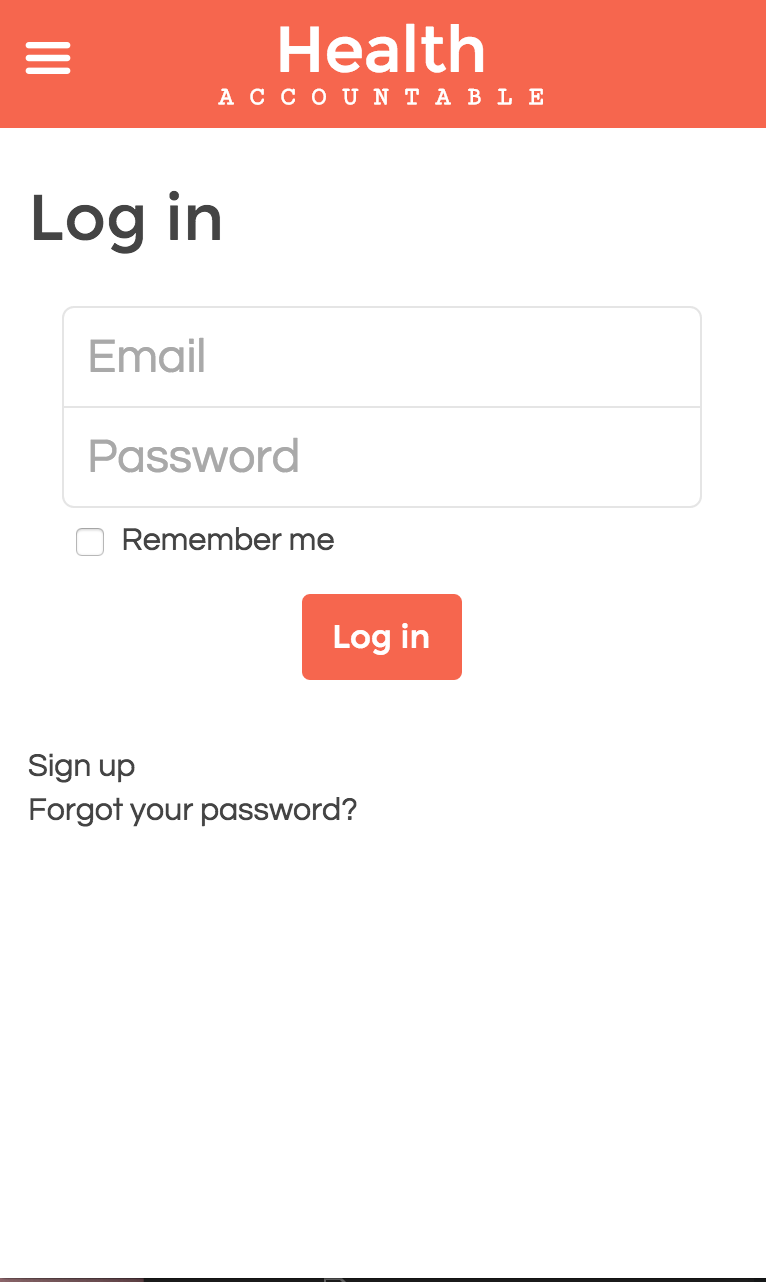 Health
ACCOUNTABLE
Log in
Email
Password
Remember me
Log in
Sign up
Forgot your password?